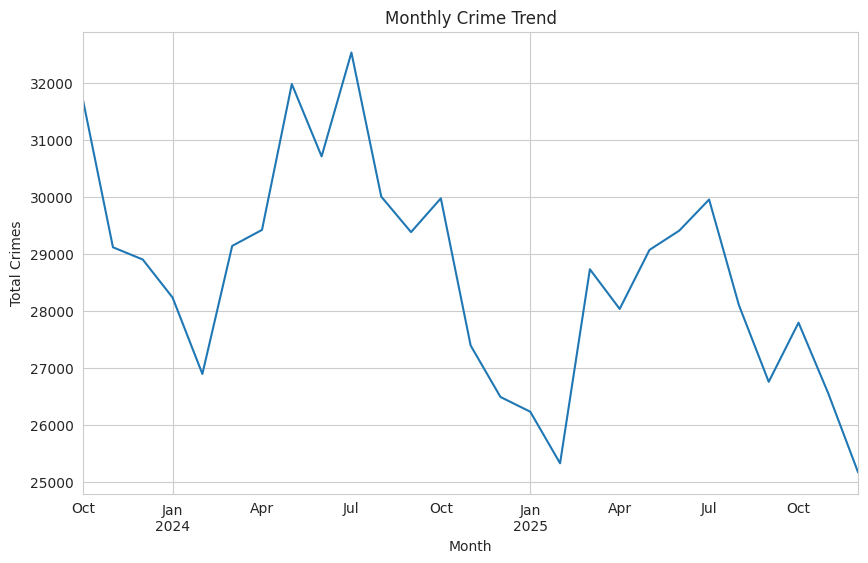 Monthly Crime Trend
Total Crimes
32000
31000
30000
29000
28000
27000
26000
25000
Oct Jan Apr Jul Oct Jan Apr Jul Oct
2024 2025
Month